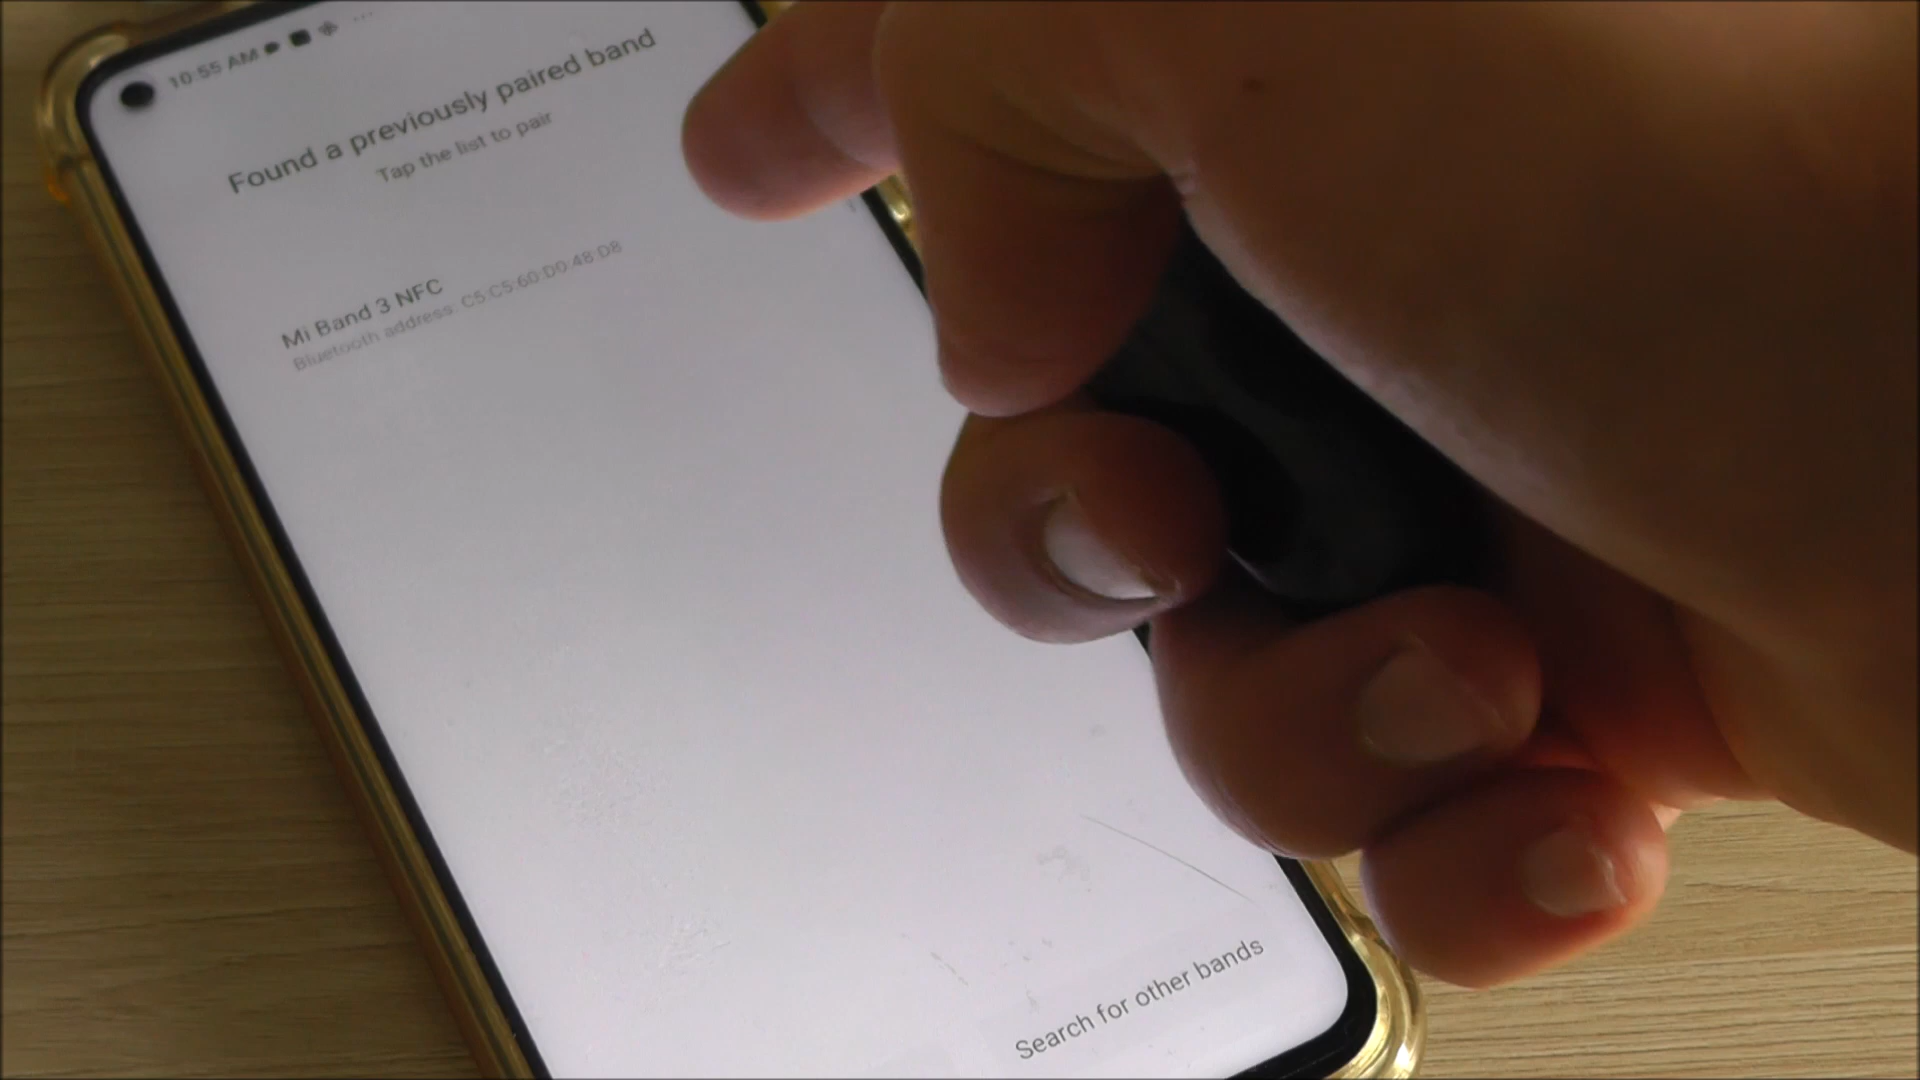 10:55 AM
Found a previously paired band
Tap the list to pair
Mi Band 3 NFC
Bluetooth address: C5:C5:60:D0:48:D8
Search for other bands